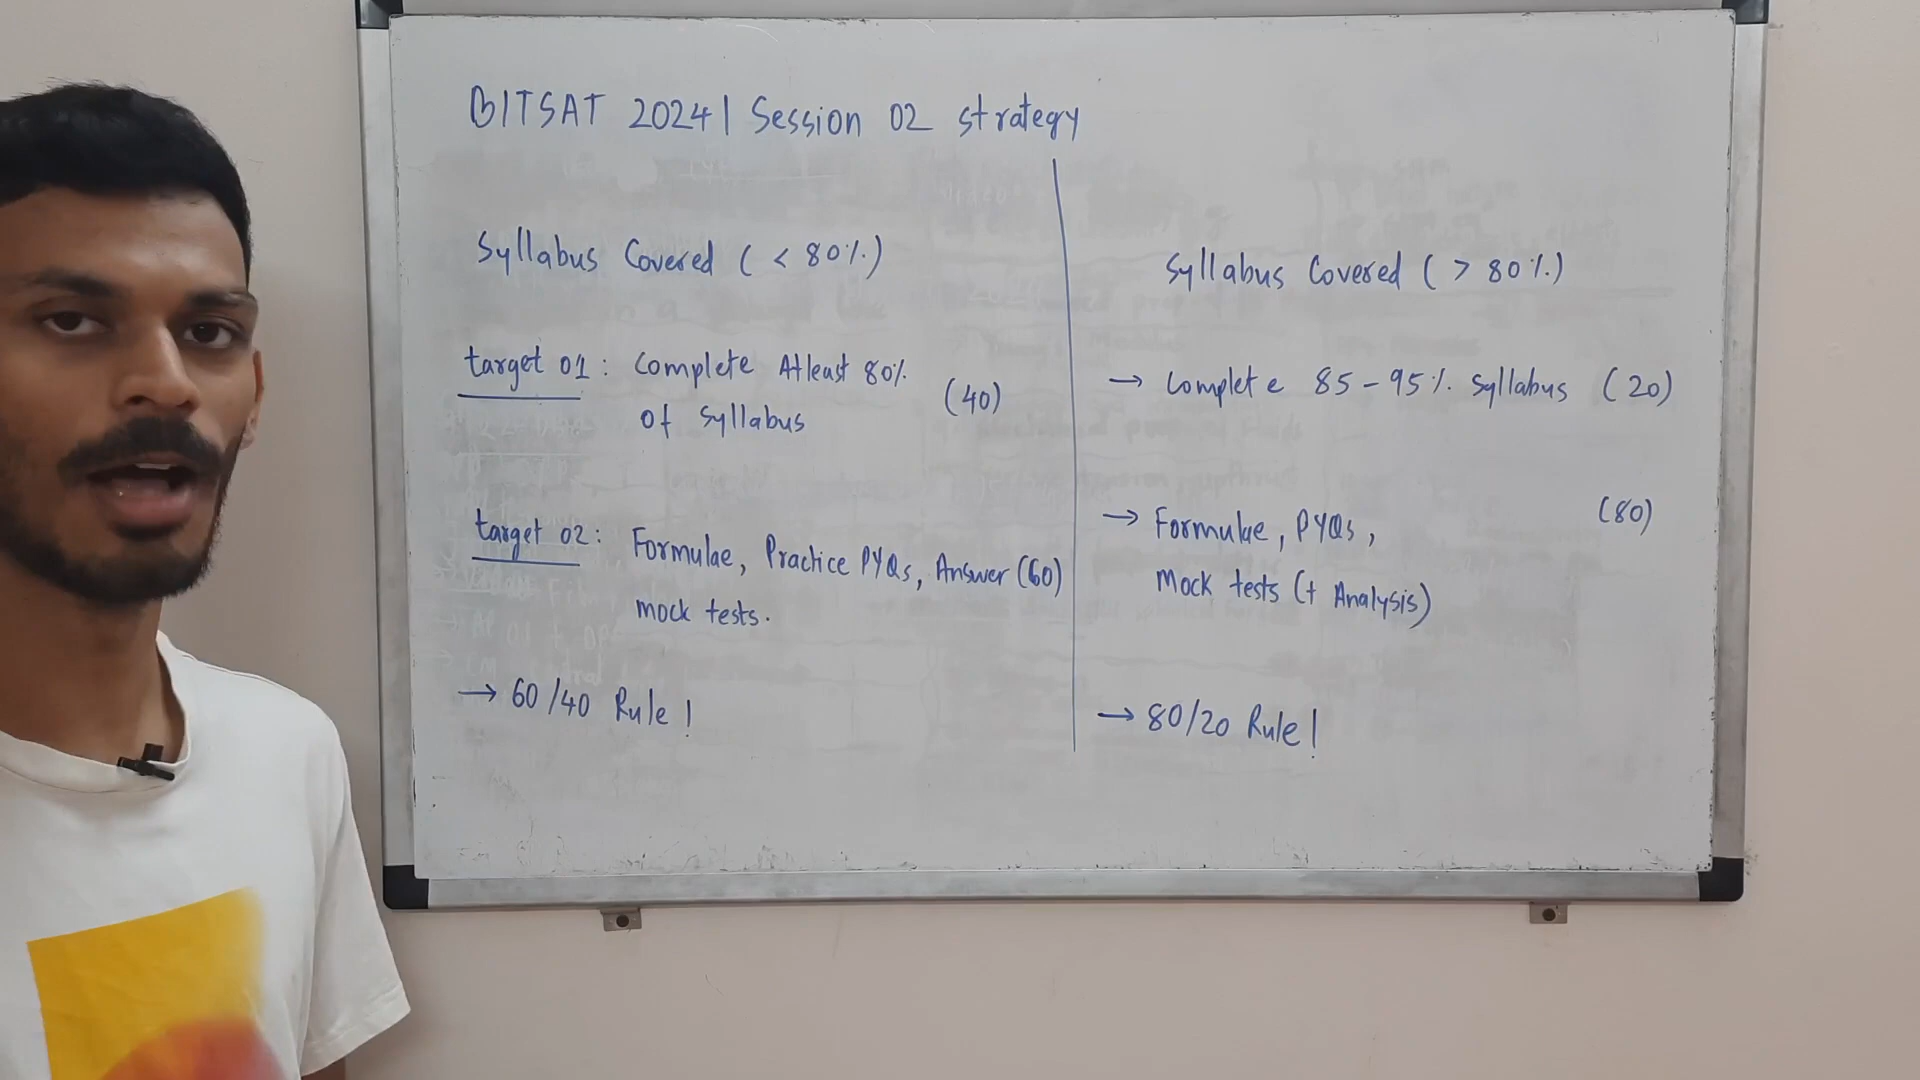 BITSAT 2024 | Session 02 strategy
Syllabus Covered ( < 80%)
target 01 : Complete Atleast 80%
of Syllabus
(40)
target 02 : Formulae, Practice PYQs, Answer (60)
mock tests.
→ 60/40 Rule !
Syllabus Covered ( > 80%)
→ Complete 85-95% Syllabus (20)
→ Formulae, PYQs,
(80)
Mock tests (+ Analysis)
→ 80/20 Rule !